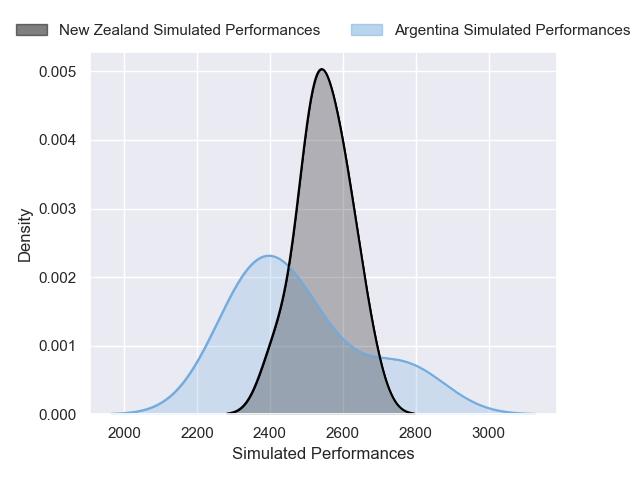 New Zealand Simulated Performances Argentina Simulated Performances
0.005
0.004
0.003
0.002
0.001
0.000
Density
2000 2200 2400 2600 2800 3000
Simulated Performances